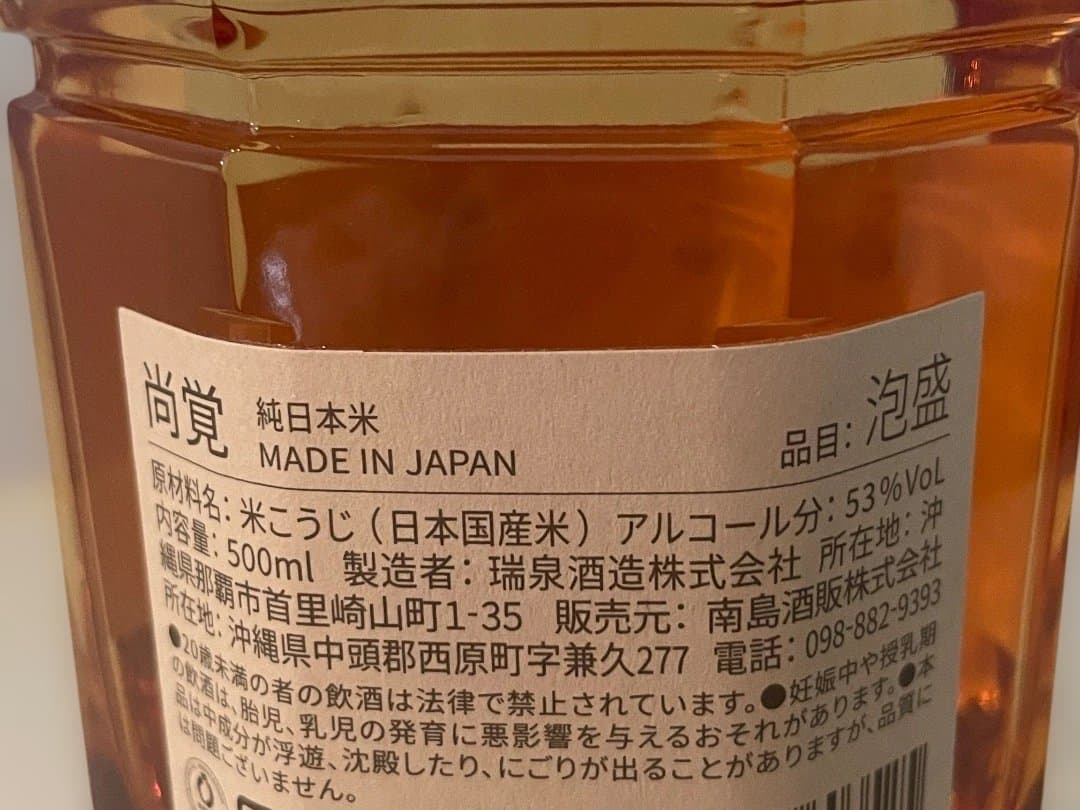 尚覚 純日本米
MADE IN JAPAN 品目：泡盛
原材料名：米こうじ（日本国産米） アルコール分：53％VoL
内容量：500ml 製造者：瑞泉酒造株式会社 所在地：沖
縄県那覇市首里崎山町1-35 販売元：南島酒販株式会社
所在地：沖縄県中頭郡西原町字兼久277 電話：098-882-9393
●20歳未満の者の飲酒は法律で禁止されています。●妊娠中や授乳期
の飲酒は、胎児、乳児の発育に悪影響を与えるおそれがあります。●本
品は中成分が浮遊、沈殿したり、にごりが出ることがありますが、品質に
は問題ございません。